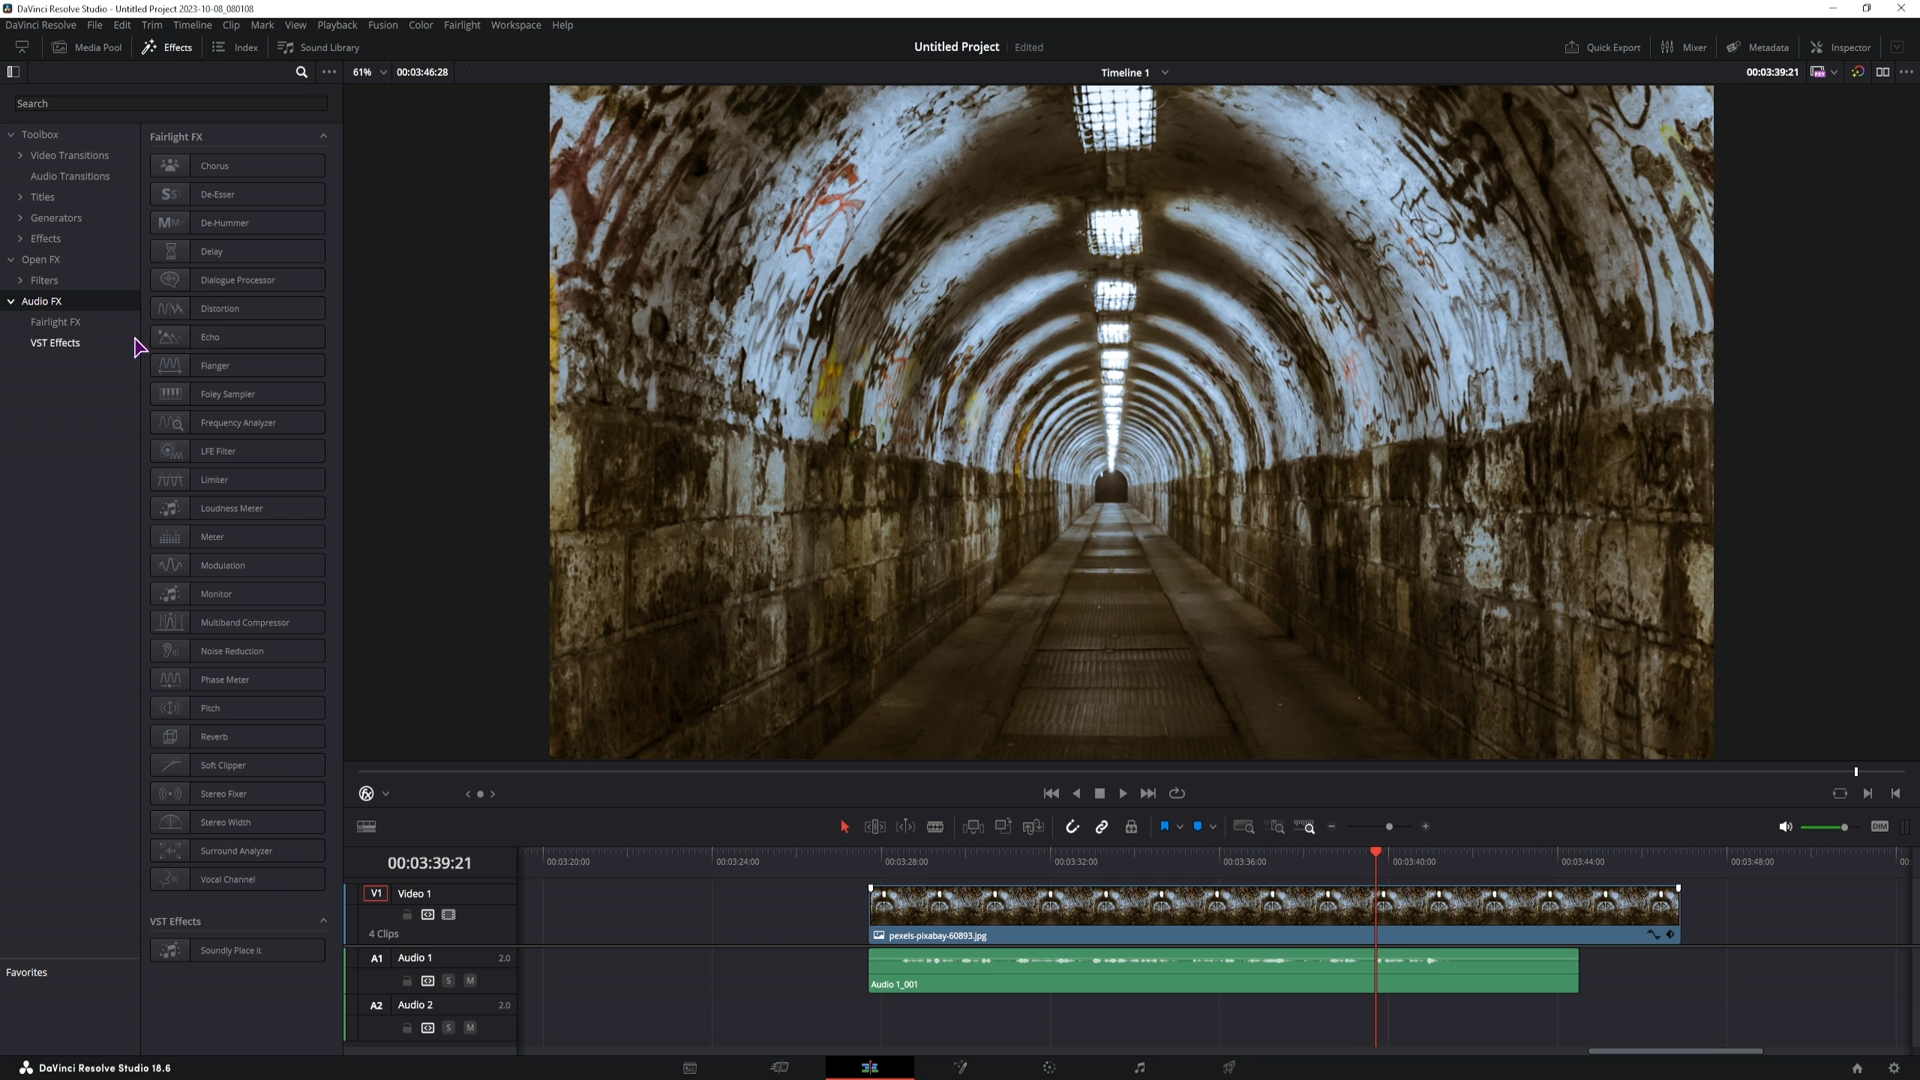 DaVinci Resolve Studio - Untitled Project 2023-10-08_080108
DaVinci Resolve File Edit Trim Timeline Clip Mark View Playback Fusion Color Fairlight Workspace Help
Media Pool Effects Index Sound Library Untitled Project Edited Quick Export Mixer Metadata Inspector
61% 00:03:46:28 Timeline 1 00:03:39:21
Search
Toolbox
Video Transitions
Audio Transitions
Titles
Generators
Effects
Open FX
Filters
Audio FX
Fairlight FX
VST Effects
Favorites
Fairlight FX
Chorus
De-Esser
De-Hummer
Delay
Dialogue Processor
Distortion
Echo
Flanger
Foley Sampler
Frequency Analyzer
LFE Filter
Limiter
Loudness Meter
Meter
Modulation
Monitor
Multiband Compressor
Noise Reduction
Phase Meter
Pitch
Reverb
Soft Clipper
Stereo Fixer
Stereo Width
Surround Analyzer
Vocal Channel
VST Effects
Soundly Place it
DIM
00:03:39:21
00:03:20:00 00:03:24:00 00:03:28:00 00:03:32:00 00:03:36:00 00:03:40:00 00:03:44:00 00:03:48:00 00:
V1 Video 1
4 Clips
pexels-pixabay-60893.jpg
A1 Audio 1 2.0
S M
Audio 1_001
A2 Audio 2 2.0
S M
DaVinci Resolve Studio 18.6